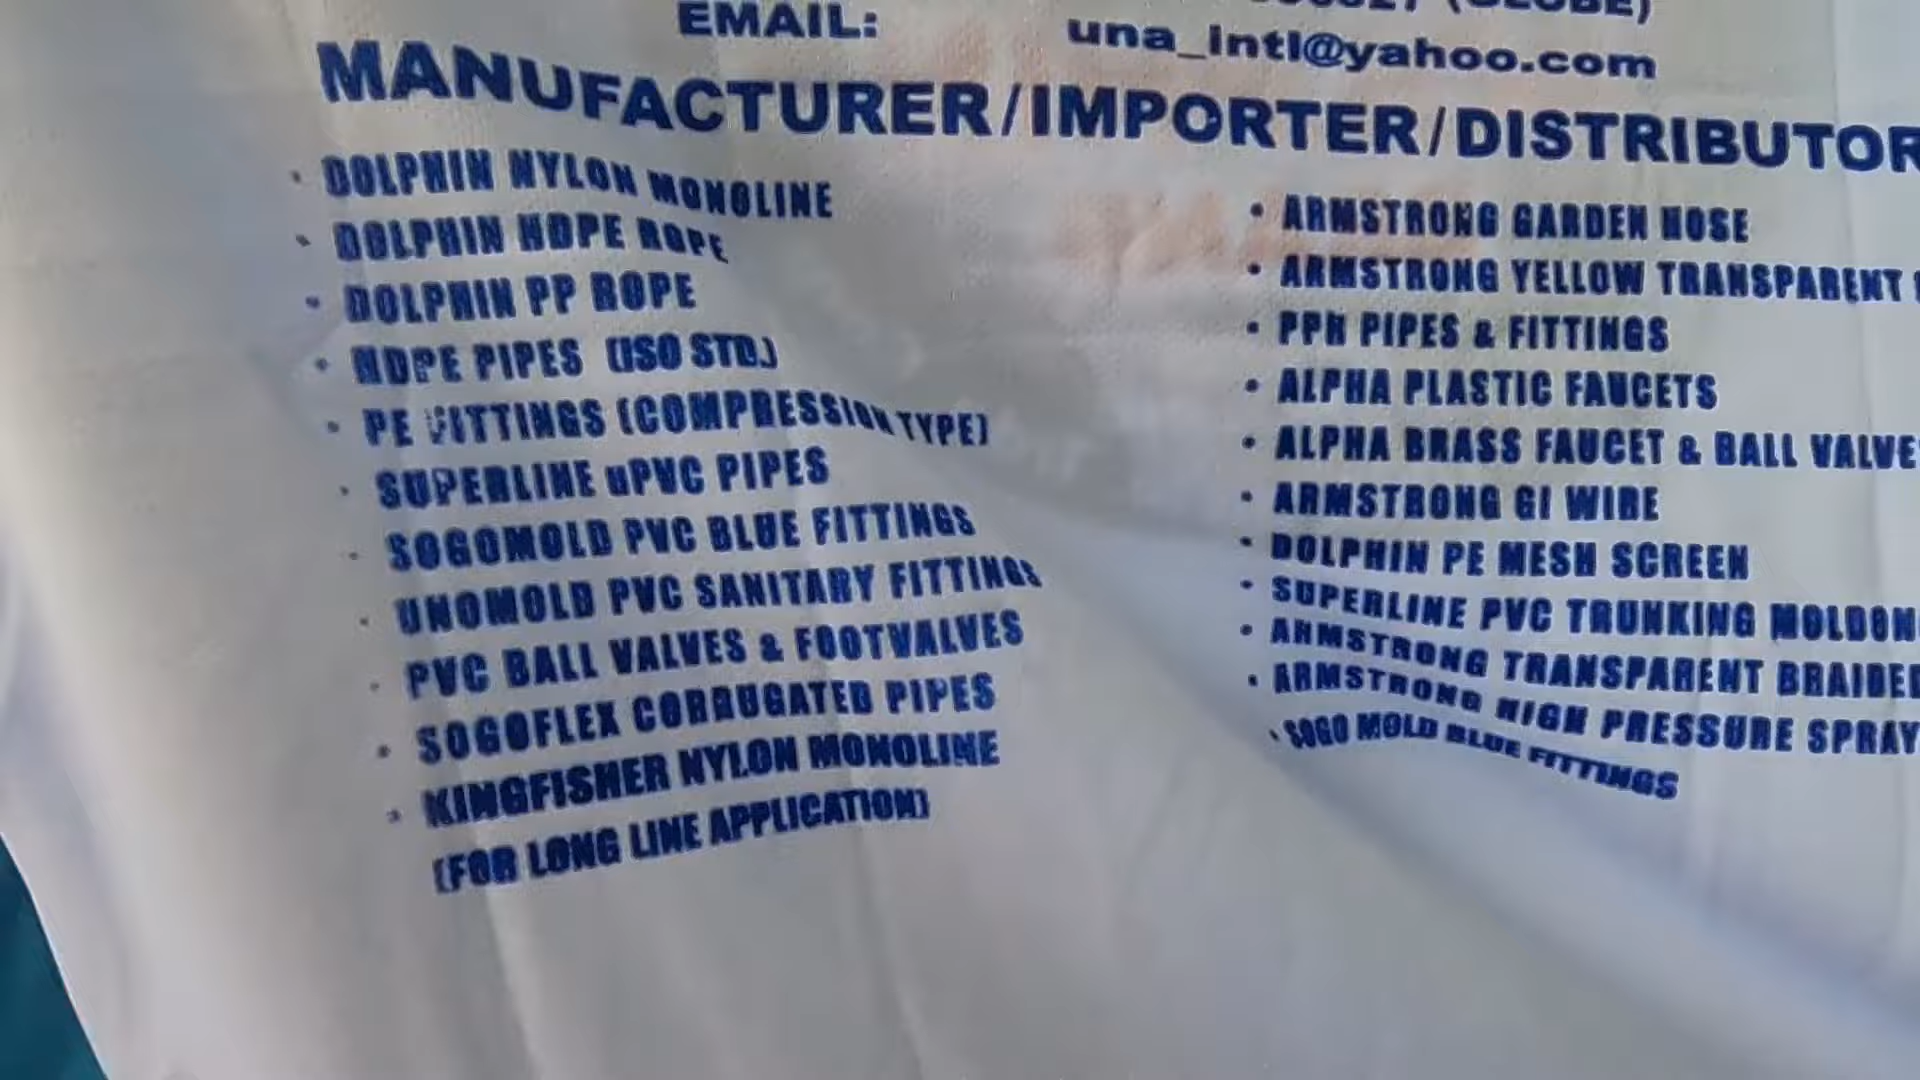 (GLOBE)
EMAIL: una_intl@yahoo.com
MANUFACTURER/IMPORTER/DISTRIBUTOR
• DOLPHIN NYLON MONOLINE
• DOLPHIN HDPE ROPE
• DOLPHIN PP ROPE
• HDPE PIPES (ISO STD.)
• PE FITTINGS (COMPRESSION TYPE)
• SUPERLINE uPVC PIPES
• SOGOMOLD PVC BLUE FITTINGS
• UNOMOLD PVC SANITARY FITTINGS
• PVC BALL VALVES & FOOTVALVES
• SOGOFLEX CORRUGATED PIPES
• KINGFISHER NYLON MONOLINE
(FOR LONG LINE APPLICATION)
• ARMSTRONG GARDEN HOSE
• ARMSTRONG YELLOW TRANSPARENT
• PPH PIPES & FITTINGS
• ALPHA PLASTIC FAUCETS
• ALPHA BRASS FAUCET & BALL VALVE
• ARMSTRONG GI WIRE
• DOLPHIN PE MESH SCREEN
• SUPERLINE PVC TRUNKING MOLDON
• ARMSTRONG TRANSPARENT BRAIDED
• ARMSTRONG HIGH PRESSURE SPRAY
• SOGO MOLD BLUE FITTINGS